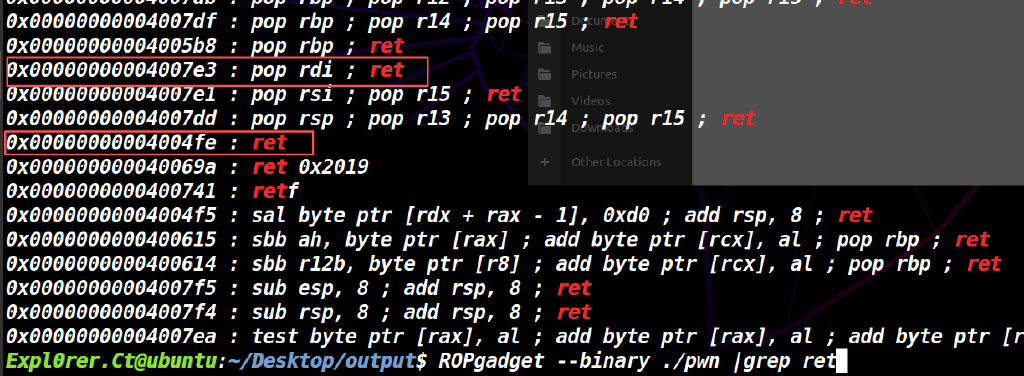 0x00000000004007df : pop rbp ; pop r14 ; pop r15 ; ret
0x00000000004005b8 : pop rbp ; ret
0x00000000004007e3 : pop rdi ; ret
0x00000000004007e1 : pop rsi ; pop r15 ; ret
0x00000000004007dd : pop rsp ; pop r13 ; pop r14 ; pop r15 ; ret
0x00000000004004fe : ret
0x000000000040069a : ret 0x2019
0x0000000000400741 : retf
0x00000000004004f5 : sal byte ptr [rdx + rax - 1], 0xd0 ; add rsp, 8 ; ret
0x0000000000400615 : sbb ah, byte ptr [rax] ; add byte ptr [rcx], al ; pop rbp ; ret
0x0000000000400614 : sbb r12b, byte ptr [r8] ; add byte ptr [rcx], al ; pop rbp ; ret
0x00000000004007f5 : sub esp, 8 ; add rsp, 8 ; ret
0x00000000004007f4 : sub rsp, 8 ; add rsp, 8 ; ret
0x00000000004007ea : test byte ptr [rax], al ; add byte ptr [rax], al ; add byte ptr [r
Expl0rer.Ct@ubuntu:~/Desktop/output$ ROPgadget --binary ./pwn |grep ret
Music
Pictures
Videos
Downloads
+ Other Locations